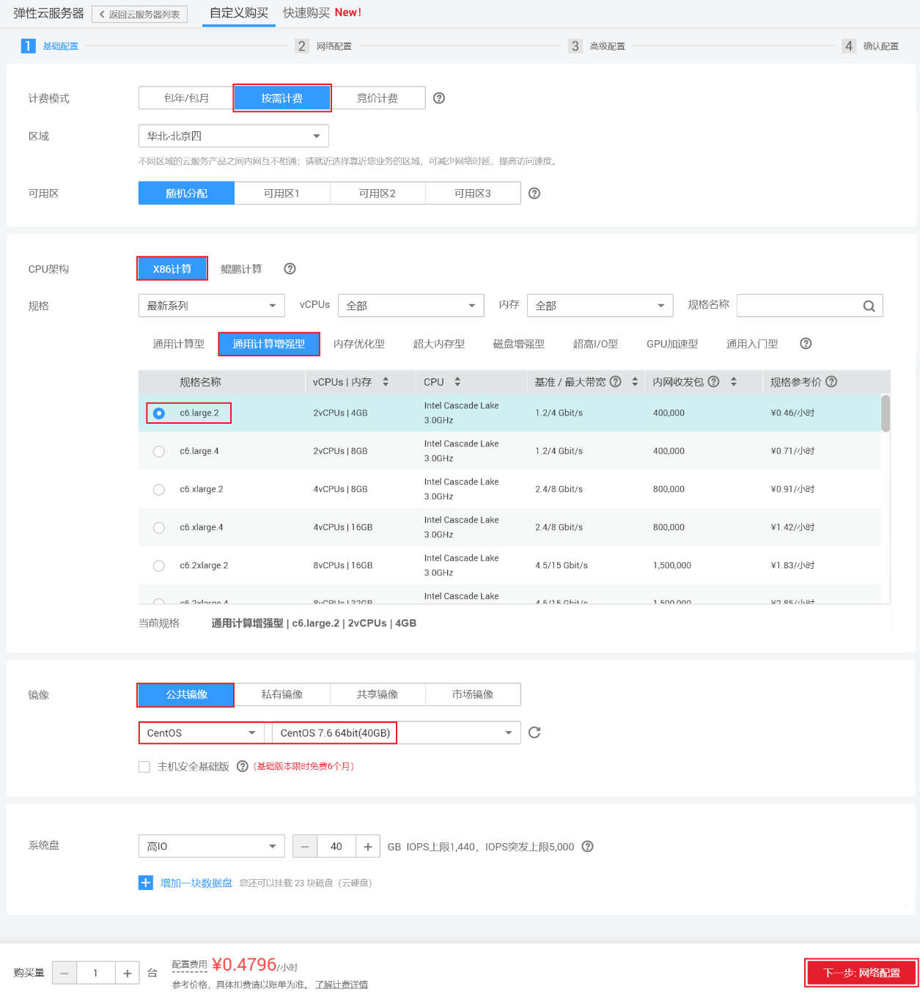 弹性云服务器 返回云服务器列表 自定义购买 快速购买 New!
1 基础配置 2 网络配置 3 高级配置 4 确认配置
计费模式 包年/包月 按需计费 竞价计费
区域 华北-北京四
不同区域的云服务产品之间内网互不相通；请就近选择靠近您业务的区域，可减少网络时延，提高访问速度。
可用区 随机分配 可用区1 可用区2 可用区3
CPU架构 X86计算 鲲鹏计算
规格 最新系列 vCPUs 全部 内存 全部 规格名称
通用计算型 通用计算增强型 内存优化型 超大内存型 磁盘增强型 超高I/O型 GPU加速型 通用入门型
规格名称 vCPUs | 内存 CPU 基准 / 最大带宽 内网收发包 规格参考价
c6.large.2 2vCPUs | 4GB Intel Cascade Lake 3.0GHz 1.2/4 Gbit/s 400,000 ¥0.46/小时
c6.large.4 2vCPUs | 8GB Intel Cascade Lake 3.0GHz 1.2/4 Gbit/s 400,000 ¥0.71/小时
c6.xlarge.2 4vCPUs | 8GB Intel Cascade Lake 3.0GHz 2.4/8 Gbit/s 800,000 ¥0.91/小时
c6.xlarge.4 4vCPUs | 16GB Intel Cascade Lake 3.0GHz 2.4/8 Gbit/s 800,000 ¥1.42/小时
c6.2xlarge.2 8vCPUs | 16GB Intel Cascade Lake 3.0GHz 4.5/15 Gbit/s 1,500,000 ¥1.83/小时
c6.2xlarge.4 8vCPUs | 32GB Intel Cascade Lake 4.5/15 Gbit/s 1,500,000 ¥2.85/小时
当前规格 通用计算增强型 | c6.large.2 | 2vCPUs | 4GB
镜像 公共镜像 私有镜像 共享镜像 市场镜像
CentOS CentOS 7.6 64bit(40GB)
主机安全基础版 （基础版本限时免费6个月）
系统盘 高IO 40 GB IOPS上限1,440，IOPS突发上限5,000
增加一块数据盘 您还可以挂载 23 块磁盘（云硬盘）
购买量 1 台 配置费用 ¥0.4796/小时
参考价格，具体扣费请以账单为准。 了解计费详情
下一步: 网络配置